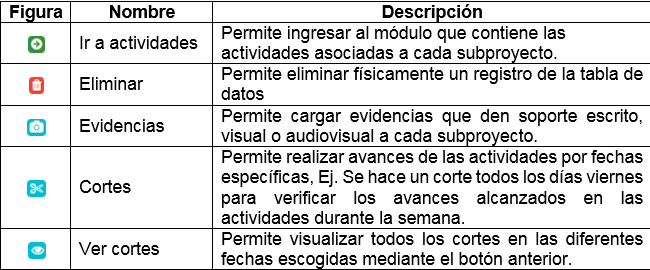 Figura Nombre Descripción
Ir a actividades Permite ingresar al módulo que contiene las
actividades asociadas a cada subproyecto.
Eliminar Permite eliminar físicamente un registro de la tabla de
datos
Evidencias Permite cargar evidencias que den soporte escrito,
visual o audiovisual a cada subproyecto.
Cortes Permite realizar avances de las actividades por fechas
específicas, Ej. Se hace un corte todos los días viernes
para verificar los avances alcanzados en las
actividades durante la semana.
Ver cortes Permite visualizar todos los cortes en las diferentes
fechas escogidas mediante el botón anterior.